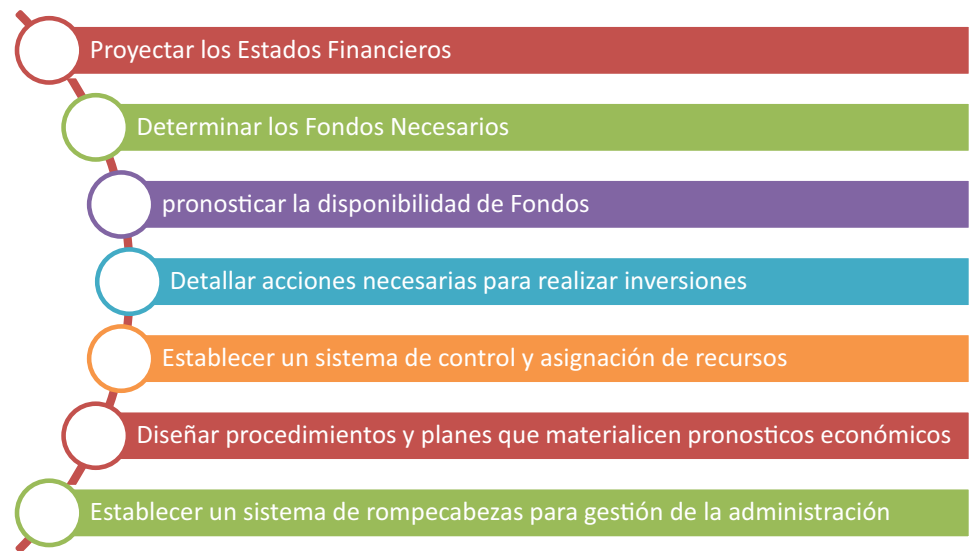 Proyectar los Estados Financieros
Determinar los Fondos Necesarios
pronosticar la disponibilidad de Fondos
Detallar acciones necesarias para realizar inversiones
Establecer un sistema de control y asignación de recursos
Diseñar procedimientos y planes que materialicen pronosticos económicos
Establecer un sistema de rompecabezas para gestión de la administración